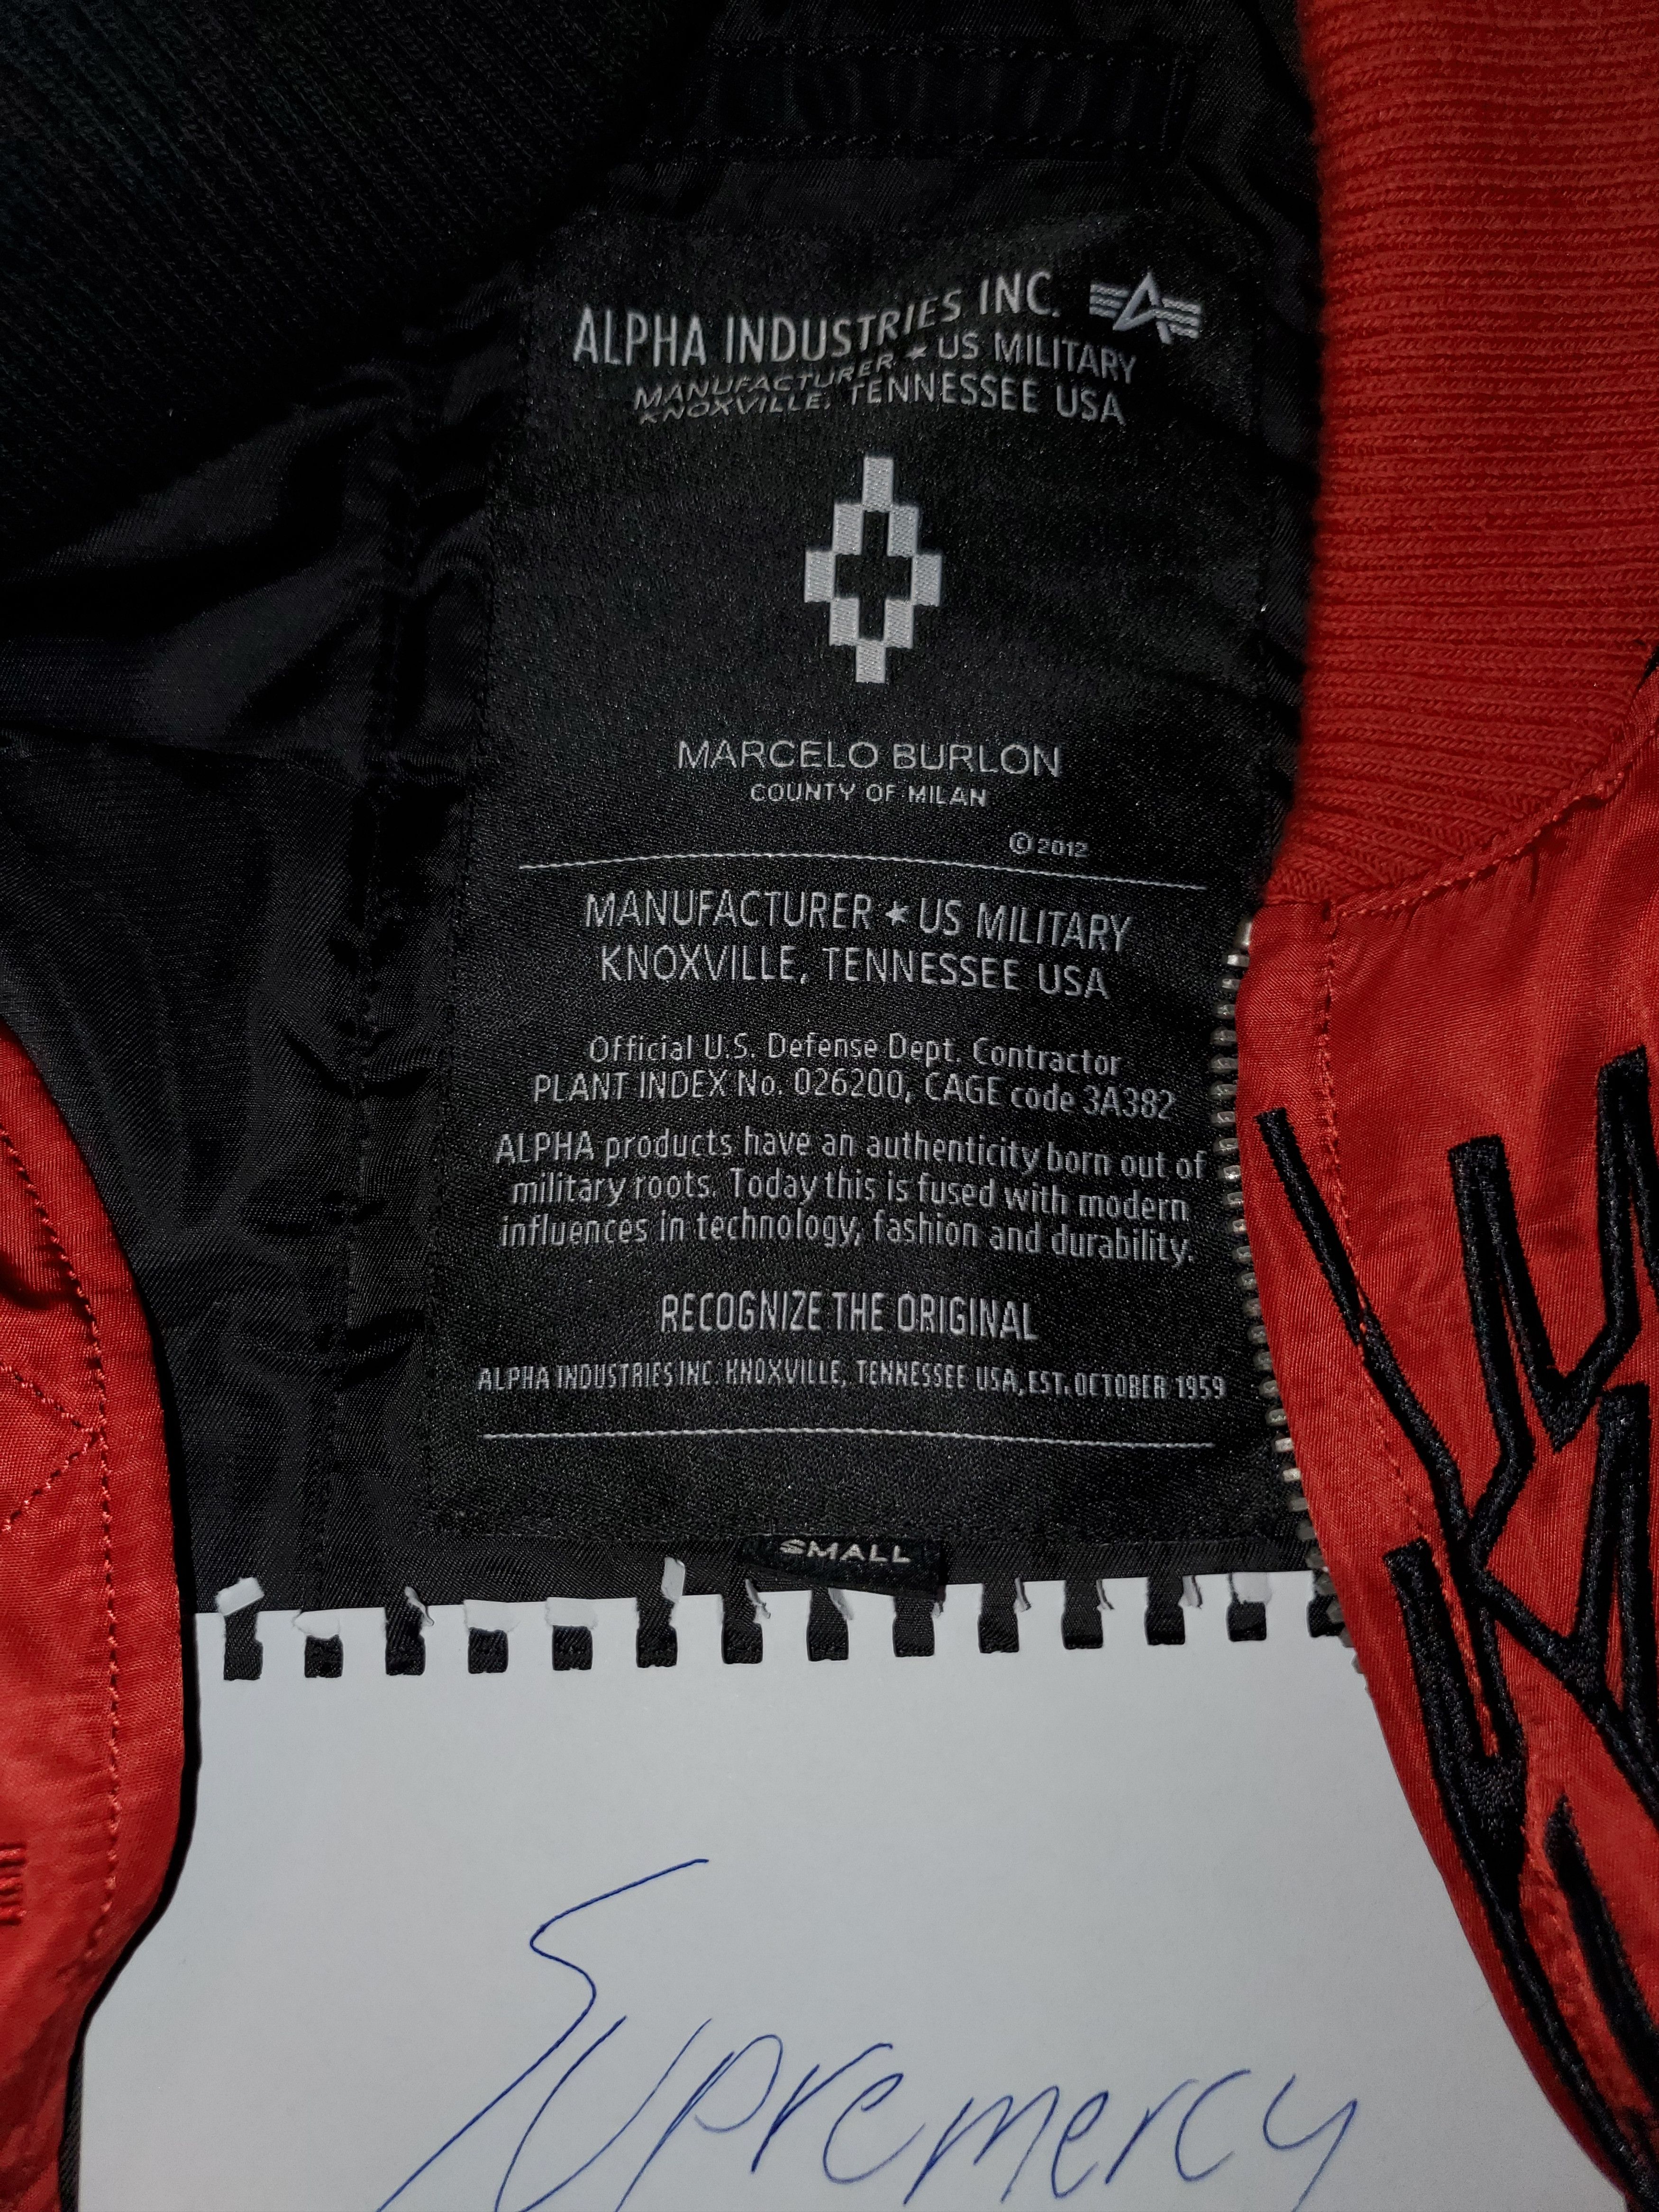 ALPHA INDUSTRIES INC.
MANUFACTURER ★ US MILITARY
KNOXVILLE, TENNESSEE USA
MARCELO BURLON
COUNTY OF MILAN
© 2012
MANUFACTURER ★ US MILITARY
KNOXVILLE, TENNESSEE USA
Official U.S. Defense Dept. Contractor
PLANT INDEX No. 026200, CAGE code 3A382
ALPHA products have an authenticity born out of
military roots. Today this is fused with modern
influences in technology, fashion and durability.
RECOGNIZE THE ORIGINAL
ALPHA INDUSTRIES INC. KNOXVILLE, TENNESSEE USA, EST. OCTOBER 1959
SMALL
Supremercy